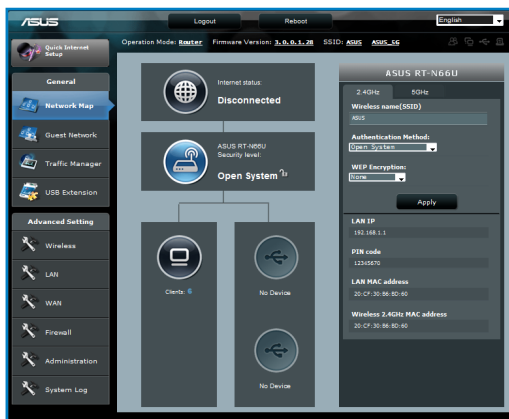 ASUS
Logout
Reboot
English
Quick Internet
Setup
Operation Mode: Router Firmware Version: 3.0.0.1.28 SSID: ASUS ASUS_5G
General
Network Map
Guest Network
Traffic Manager
USB Extension
Advanced Setting
Wireless
LAN
WAN
Firewall
Administration
System Log
Internet status:
Disconnected
ASUS RT-N66U
Security level:
Open System
Clients: 6
No Device
No Device
ASUS RT-N66U
2.4GHz 5GHz
Wireless name(SSID)
ASUS
Authentication Method:
Open System
WEP Encryption:
None
Apply
LAN IP
192.168.1.1
PIN code
12345670
LAN MAC address
20:CF:30:86:8D:60
Wireless 2.4GHz MAC address
20:CF:30:86:8D:60